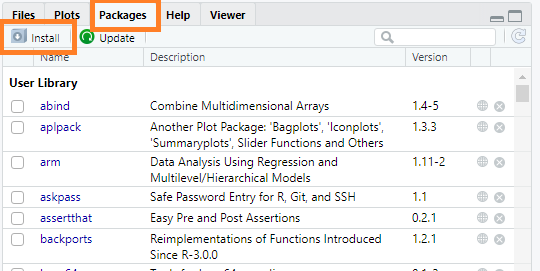 Files Plots Packages Help Viewer
Install Update
Name Description Version
User Library
abind Combine Multidimensional Arrays 1.4-5
aplpack Another Plot Package: 'Bagplots', 'Iconplots', 1.3.3
'Summaryplots', Slider Functions and Others
arm Data Analysis Using Regression and 1.11-2
Multilevel/Hierarchical Models
askpass Safe Password Entry for R, Git, and SSH 1.1
assertthat Easy Pre and Post Assertions 0.2.1
backports Reimplementations of Functions Introduced 1.2.1
Since R-3.0.0